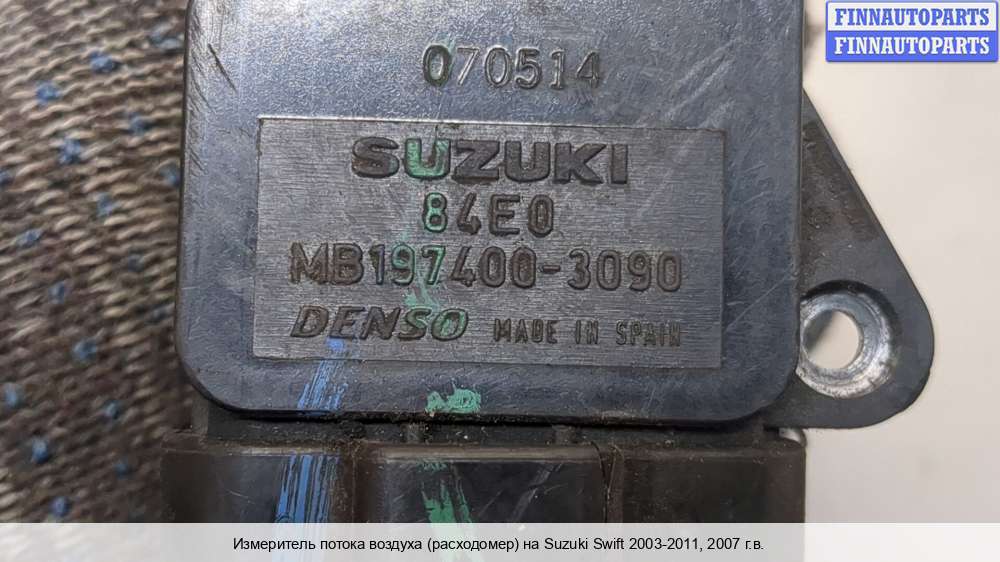 FINNAUTOPARTS
FINNAUTOPARTS
070514
SUZUKI
84E0
MB197400-3090
DENSO MADE IN SPAIN
Измеритель потока воздуха (расходомер) на Suzuki Swift 2003-2011, 2007 г.в.